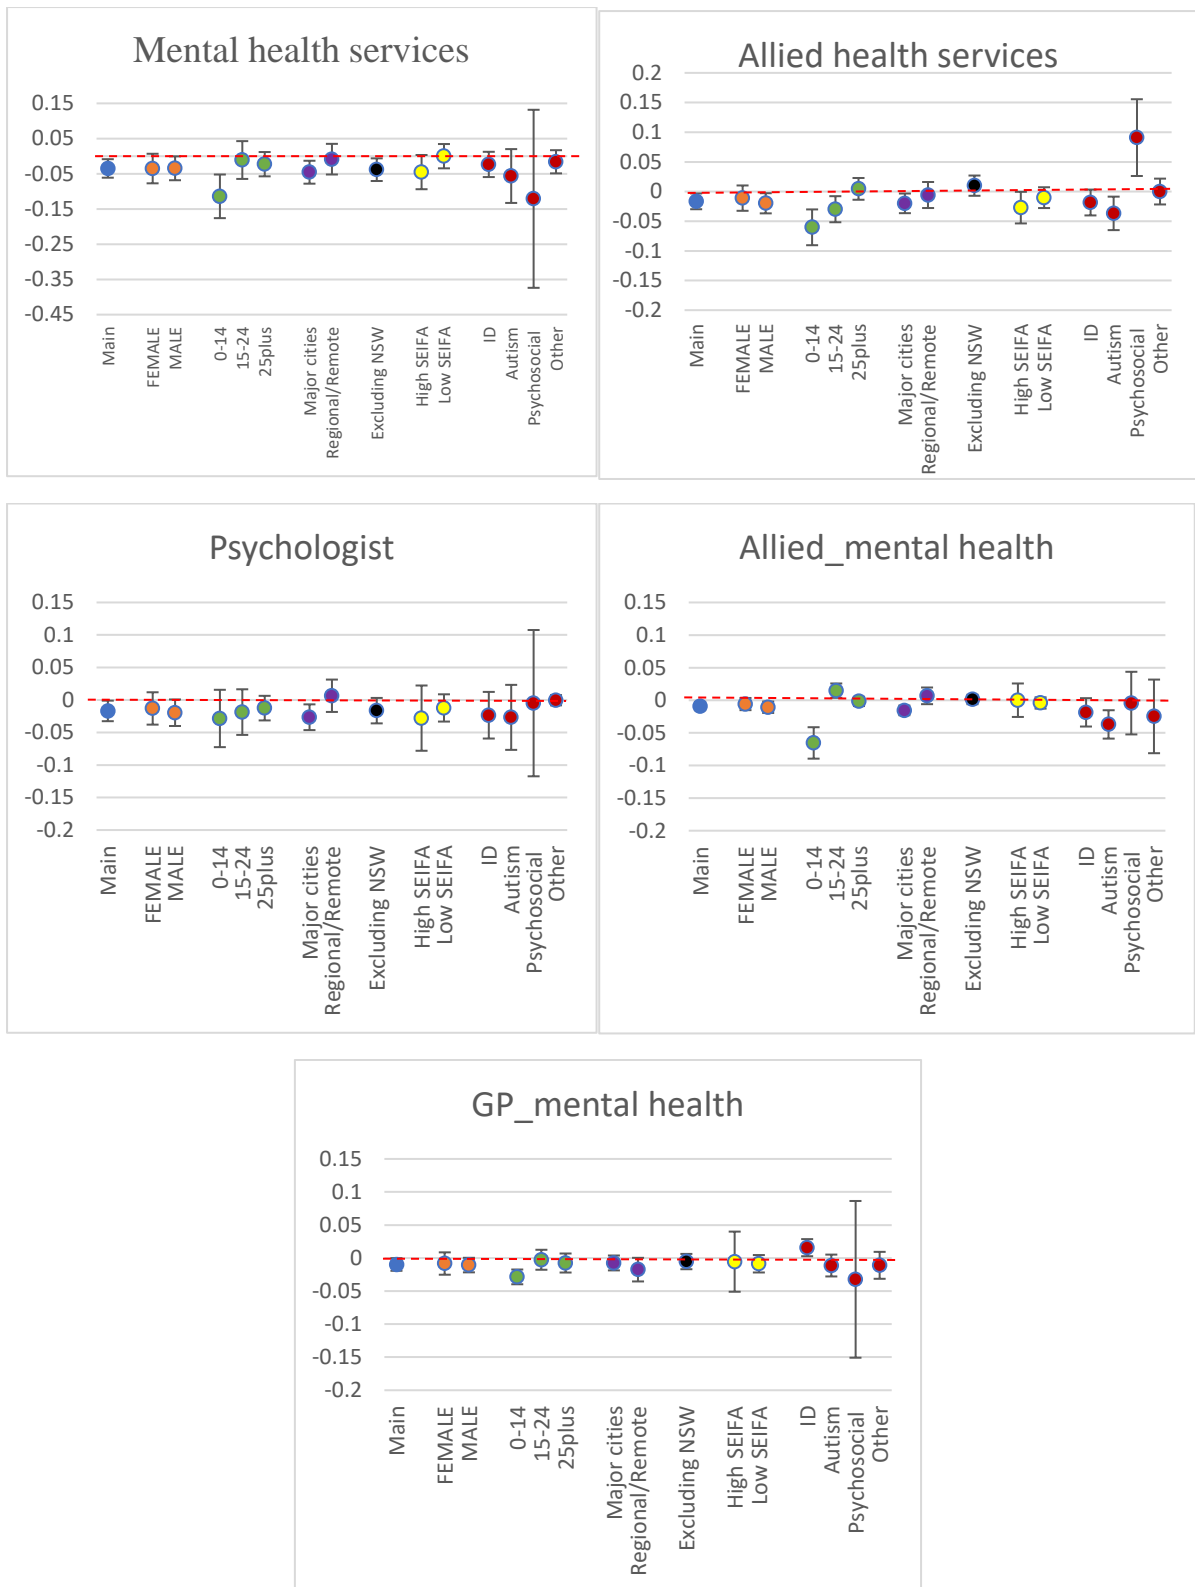 Mental health services
0.15
0.05
-0.05
-0.15
-0.25
-0.35
-0.45
Main
FEMALE
MALE
0-14
15-24
25plus
Major cities
Regional/Remote
Excluding NSW
High SEIFA
Low SEIFA
ID
Autism
Psychosocial
Other
Allied health services
0.2
0.15
0.1
0.05
0
-0.05
-0.1
-0.15
-0.2
Main
FEMALE
MALE
0-14
15-24
25plus
Major cities
Regional/Remote
Excluding NSW
High SEIFA
Low SEIFA
ID
Autism
Psychosocial
Other
Psychologist
0.15
0.1
0.05
0
-0.05
-0.1
-0.15
-0.2
Main
FEMALE
MALE
0-14
15-24
25plus
Major cities
Regional/Remote
Excluding NSW
High SEIFA
Low SEIFA
ID
Autism
Psychosocial
Other
Allied_mental health
0.15
0.1
0.05
0
-0.05
-0.1
-0.15
-0.2
Main
FEMALE
MALE
0-14
15-24
25plus
Major cities
Regional/Remote
Excluding NSW
High SEIFA
Low SEIFA
ID
Autism
Psychosocial
Other
GP_mental health
0.15
0.1
0.05
0
-0.05
-0.1
-0.15
-0.2
Main
FEMALE
MALE
0-14
15-24
25plus
Major cities
Regional/Remote
Excluding NSW
High SEIFA
Low SEIFA
ID
Autism
Psychosocial
Other